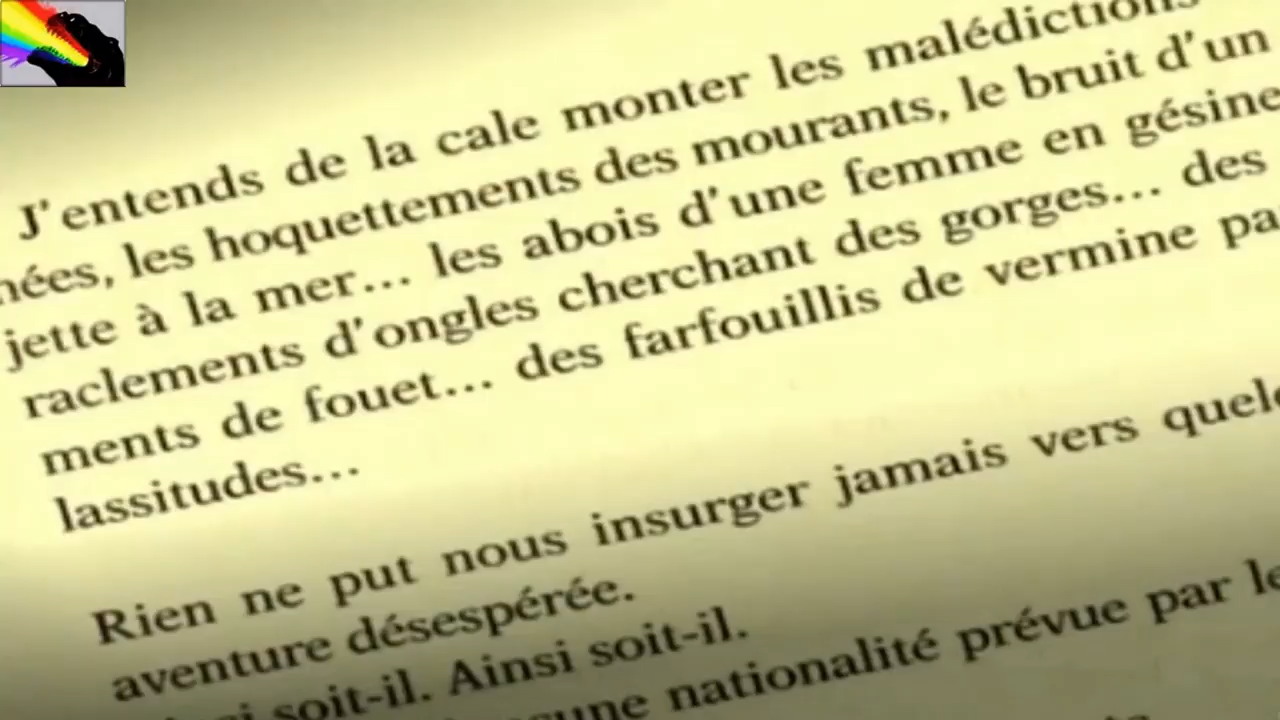 J'entends de la cale monter les malédictions
nées, les hoquettements des mourants, le bruit d'un
jette à la mer... les abois d'une femme en gésine
raclements d'ongles cherchant des gorges... des
ments de fouet... des farfouillis de vermine pa
lassitudes...
Rien ne put nous insurger jamais vers quelq
aventure désespérée.
soit-il. Ainsi soit-il.
nationalité prévue par le